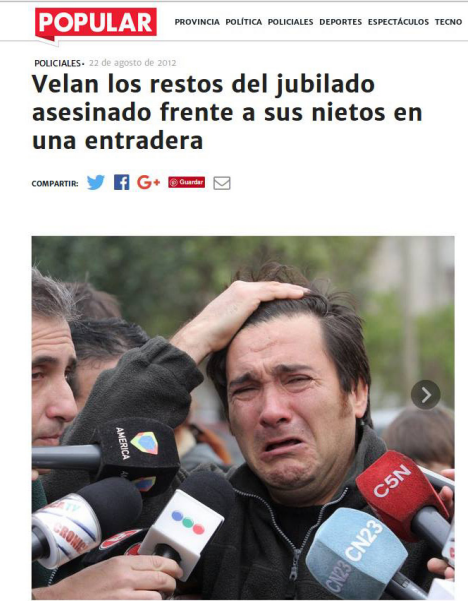 POPULAR
PROVINCIA POLÍTICA POLICIALES DEPORTES ESPECTÁCULOS TECNO
POLICIALES• 22 de agosto de 2012
Velan los restos del jubilado
asesinado frente a sus nietos en
una entradera
COMPARTIR: G+ Guardar
AMERICA
C5N
CRONICA
CN23
CN23